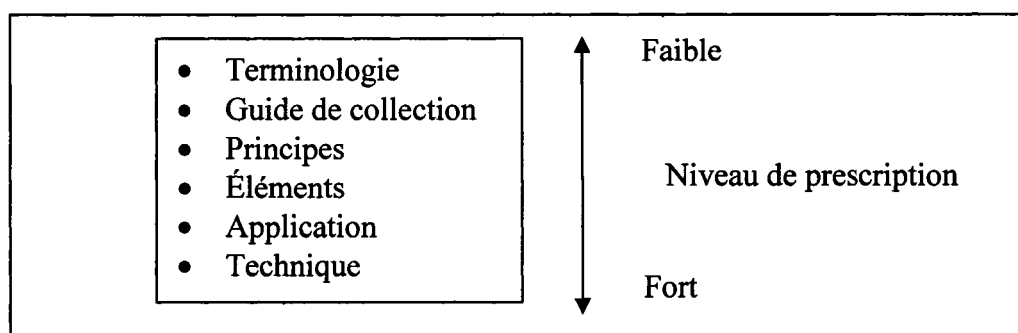 • Terminologie
• Guide de collection
• Principes
• Éléments
• Application
• Technique
Faible
Niveau de prescription
Fort